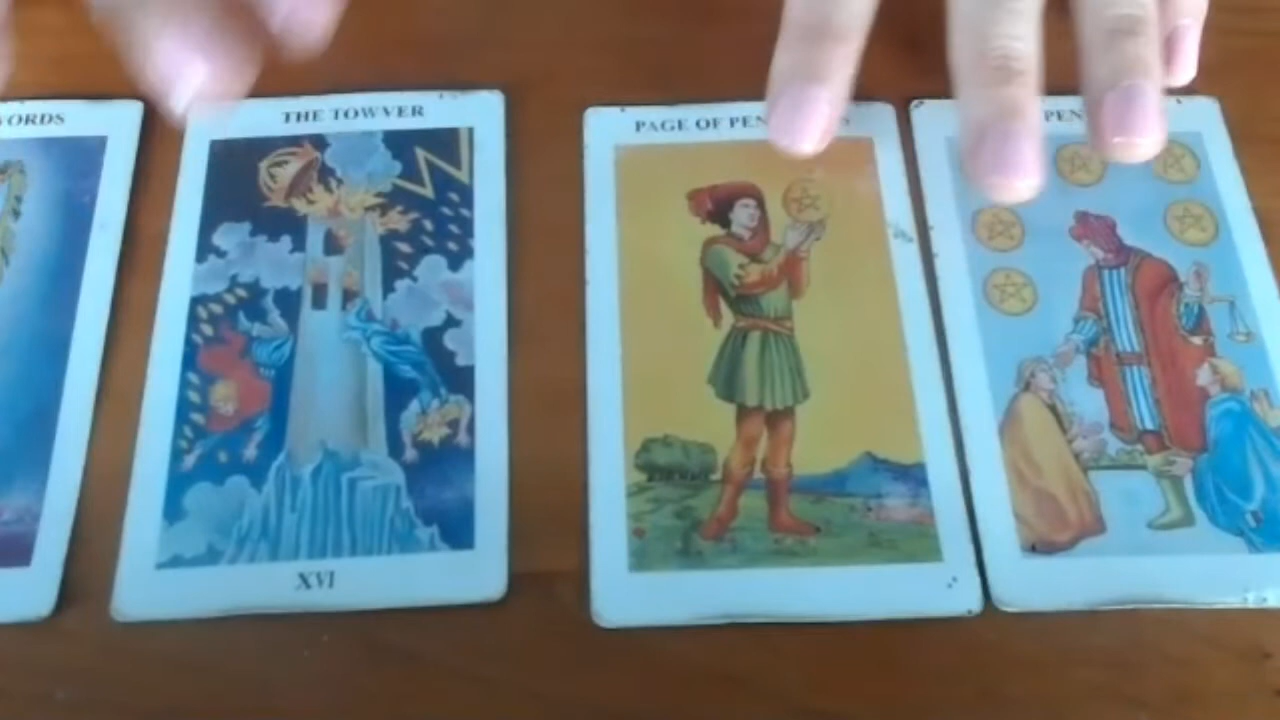 ORDS
THE TOWVER
PAGE OF PEN S
PEN
XVI